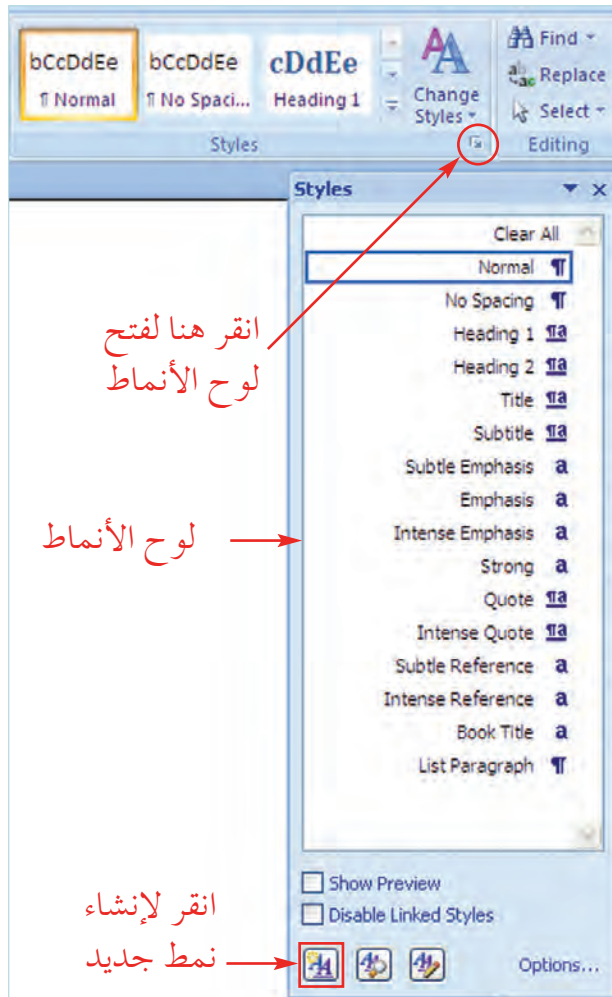 bCcDdEe bCcDdEe cDdEe
¶ Normal ¶ No Spaci... Heading 1
Change Styles
Find
Replace
Select
Styles
Editing
Styles
Clear All
Normal ¶
No Spacing ¶
Heading 1 ¶a
Heading 2 ¶a
Title ¶a
Subtitle ¶a
Subtle Emphasis a
Emphasis a
Intense Emphasis a
Strong a
Quote ¶a
Intense Quote ¶a
Subtle Reference a
Intense Reference a
Book Title a
List Paragraph ¶
انقر هنا لفتح
لوح الأنماط
لوح الأنماط
Show Preview
Disable Linked Styles
انقر لإنشاء
نمط جديد
Options...